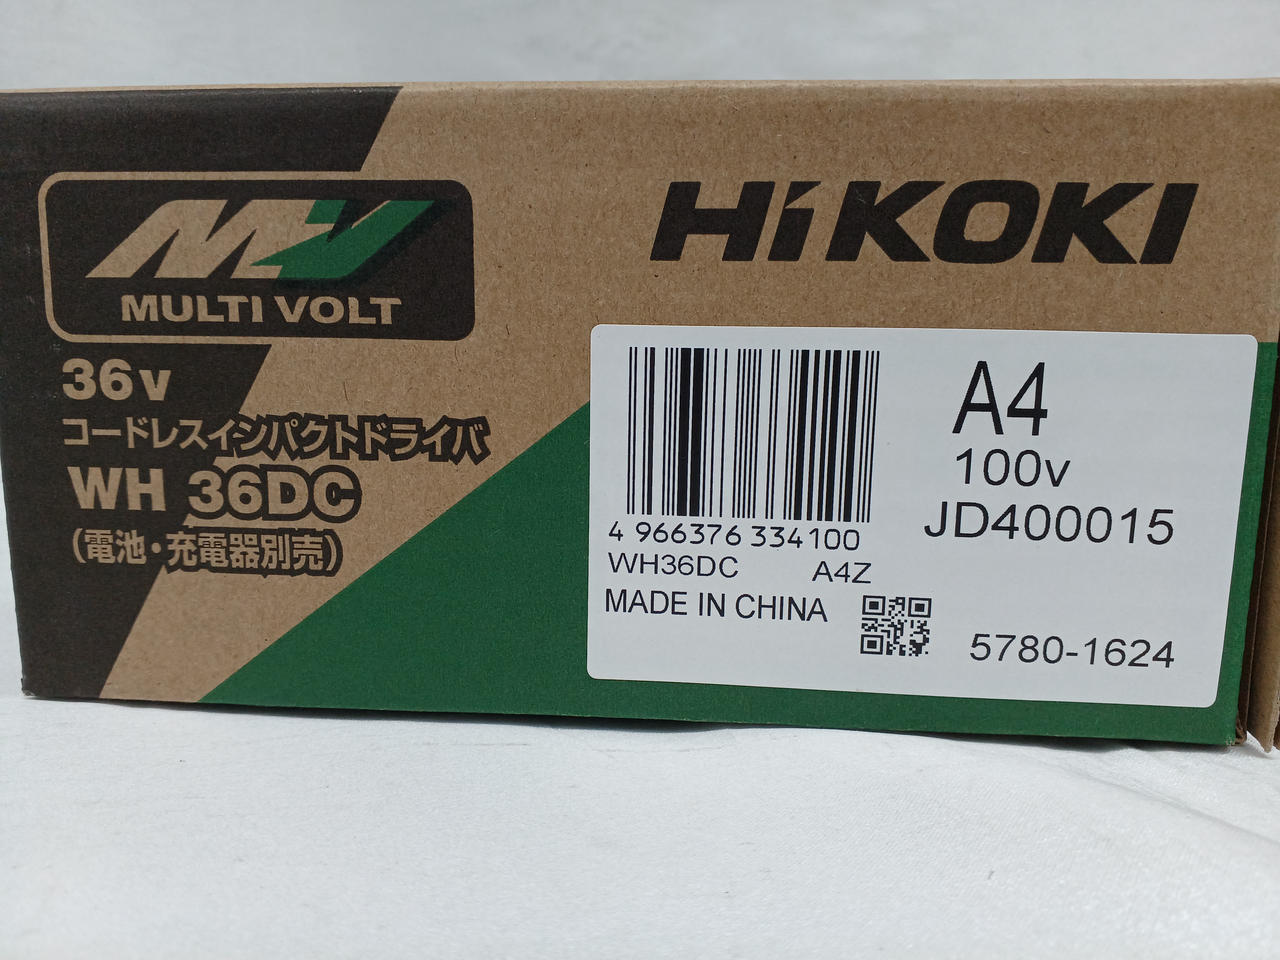 MV
MULTI VOLT
36v
コードレスインパクトドライバ
WH 36DC
(電池・充電器別売)
HiKOKI
A4
100v
JD400015
4 966376 334100
WH36DC A4Z
MADE IN CHINA
5780-1624